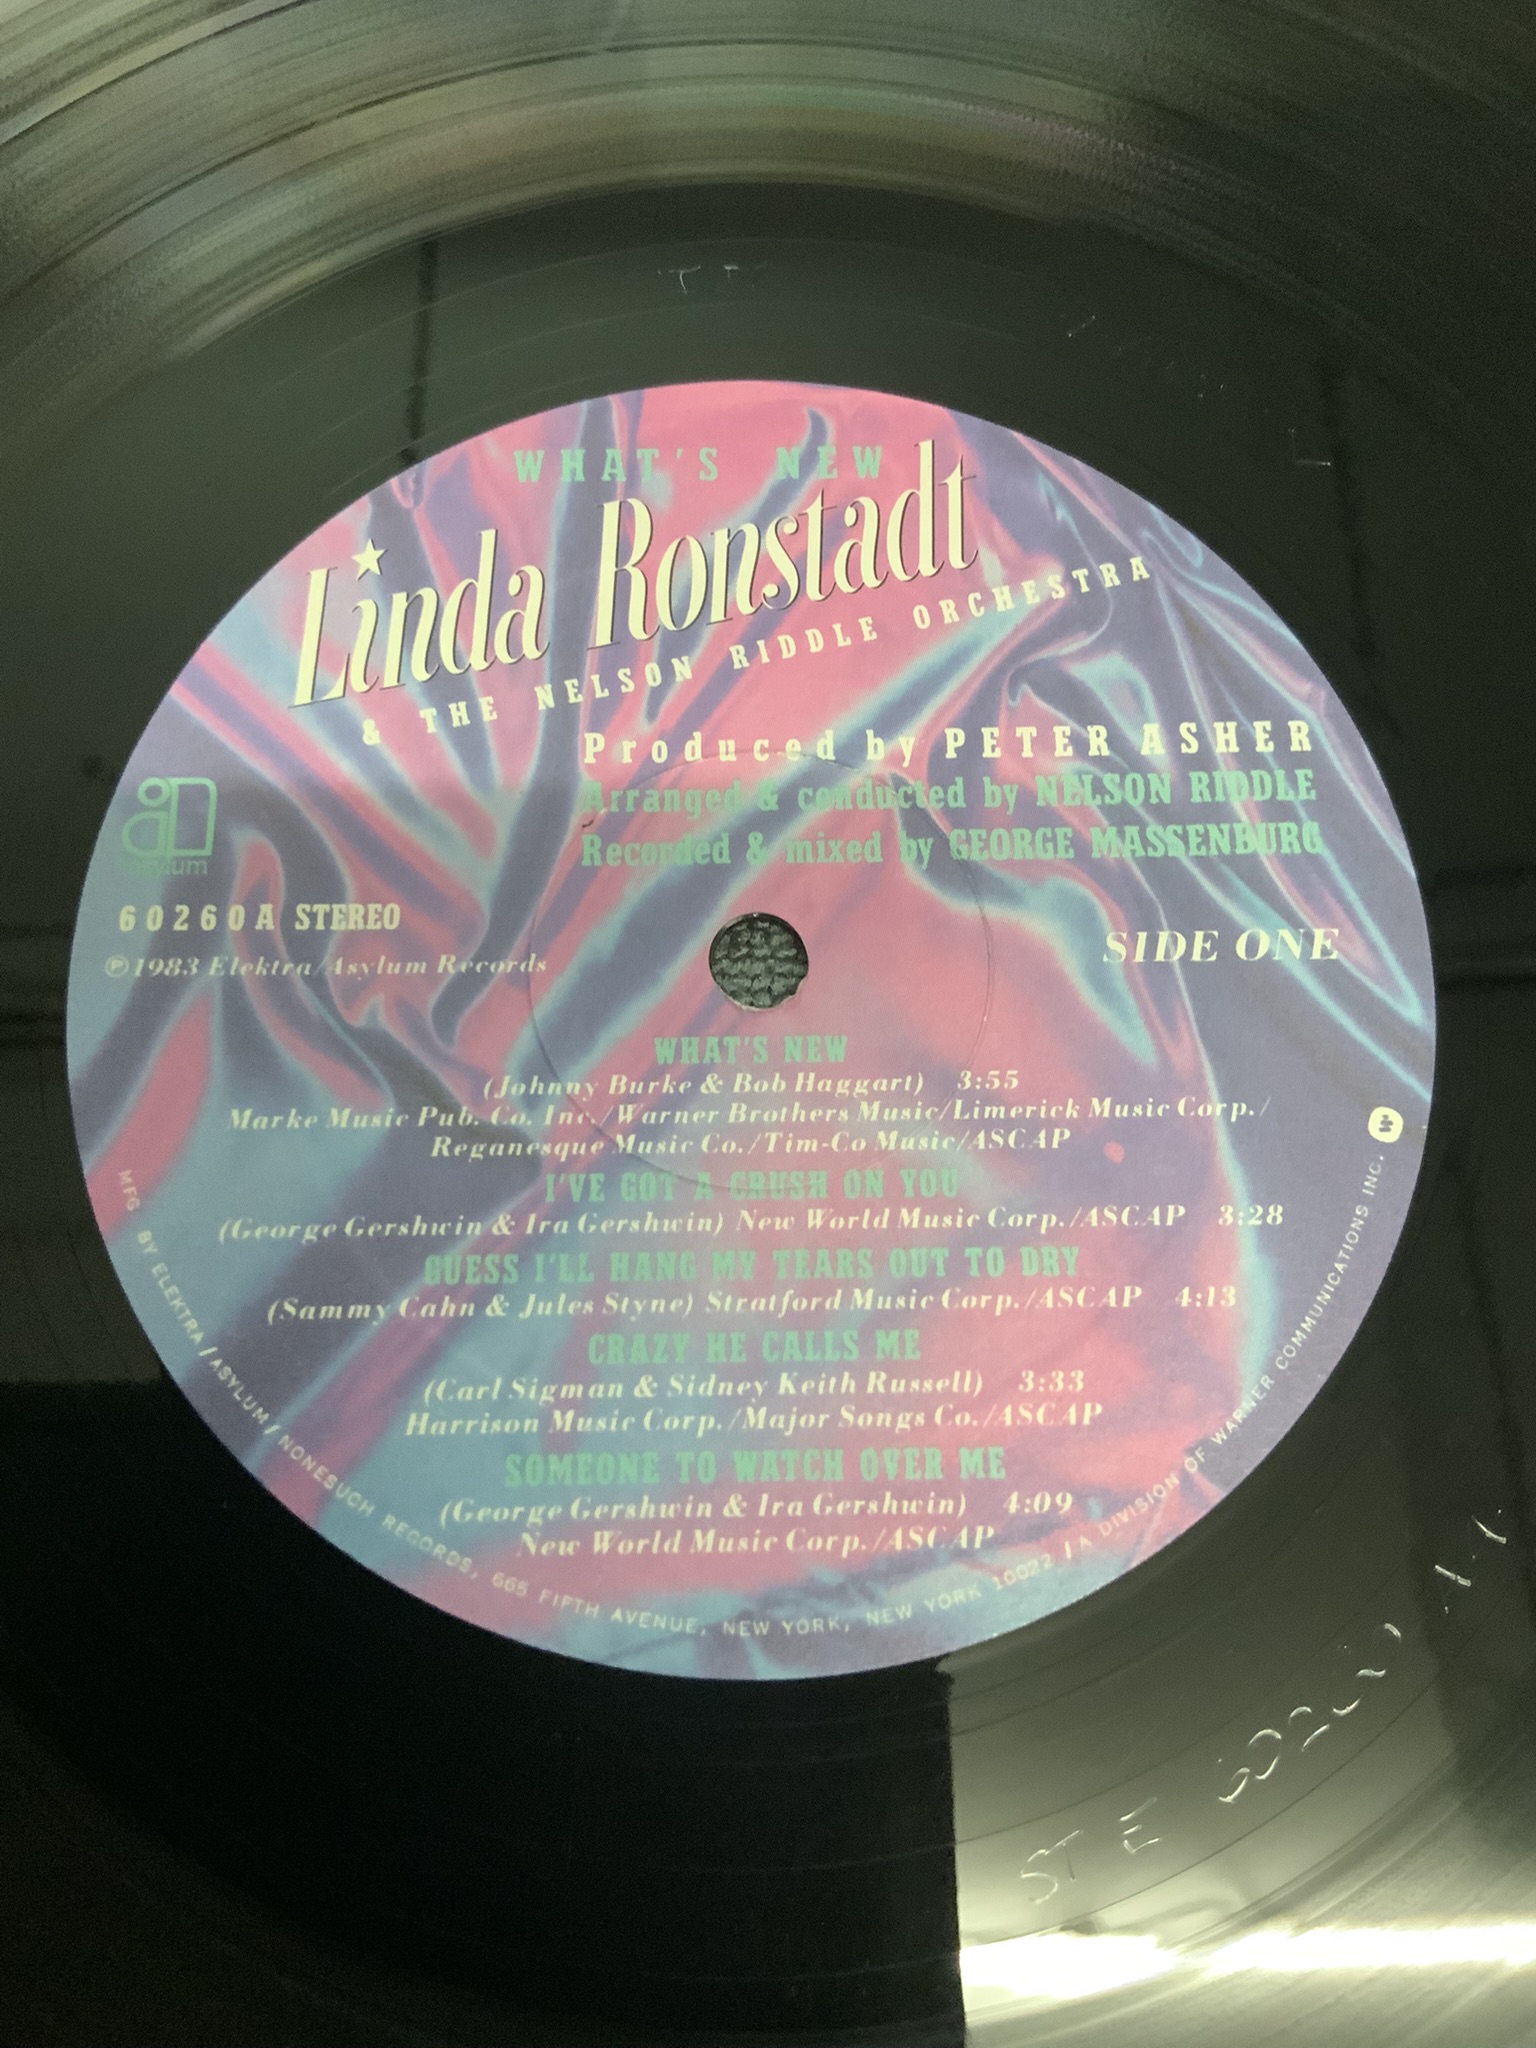 WHAT'S NEW
Linda Ronstadt
& THE NELSON RIDDLE ORCHESTRA
Produced by PETER ASHER
Arranged & conducted by NELSON RIDDLE
Recorded & mixed by GEORGE MASSENBURG
asylum
60260A STEREO
℗1983 Elektra/Asylum Records
SIDE ONE
WHAT'S NEW
(Johnny Burke & Bob Haggart) 3:55
Marke Music Pub. Co. Inc./Warner Brothers Music/Limerick Music Corp./
Reganesque Music Co./Tim-Co Music/ASCAP
I'VE GOT A CRUSH ON YOU
(George Gershwin & Ira Gershwin) New World Music Corp./ASCAP 3:28
GUESS I'LL HANG MY TEARS OUT TO DRY
(Sammy Cahn & Jules Styne) Stratford Music Corp./ASCAP 4:13
CRAZY HE CALLS ME
(Carl Sigman & Sidney Keith Russell) 3:33
Harrison Music Corp./Major Songs Co./ASCAP
SOMEONE TO WATCH OVER ME
(George Gershwin & Ira Gershwin) 4:09
New World Music Corp./ASCAP
MFG BY ELEKTRA/ASYLUM/NONESUCH RECORDS, 665 FIFTH AVENUE, NEW YORK, NEW YORK 10022 / A DIVISION OF WARNER COMMUNICATIONS INC.